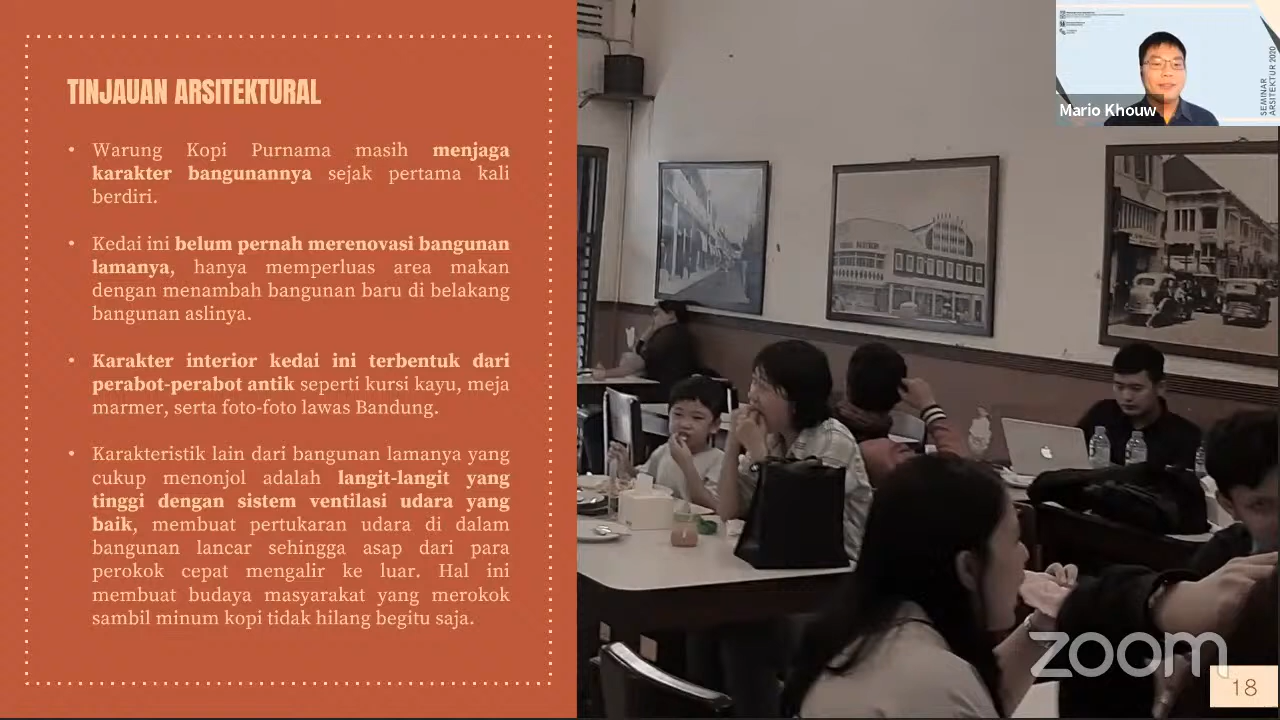 TINJAUAN ARSITEKTURAL
• Warung Kopi Purnama masih menjaga
karakter bangunannya sejak pertama kali
berdiri.
• Kedai ini belum pernah merenovasi bangunan
lamanya, hanya memperluas area makan
dengan menambah bangunan baru di belakang
bangunan aslinya.
• Karakter interior kedai ini terbentuk dari
perabot-perabot antik seperti kursi kayu, meja
marmer, serta foto-foto lawas Bandung.
• Karakteristik lain dari bangunan lamanya yang
cukup menonjol adalah langit-langit yang
tinggi dengan sistem ventilasi udara yang
baik, membuat pertukaran udara di dalam
bangunan lancar sehingga asap dari para
perokok cepat mengalir ke luar. Hal ini
membuat budaya masyarakat yang merokok
sambil minum kopi tidak hilang begitu saja.
Mario Khouw
SEMINAR
ARSITEKTUR 2020
zoom
18